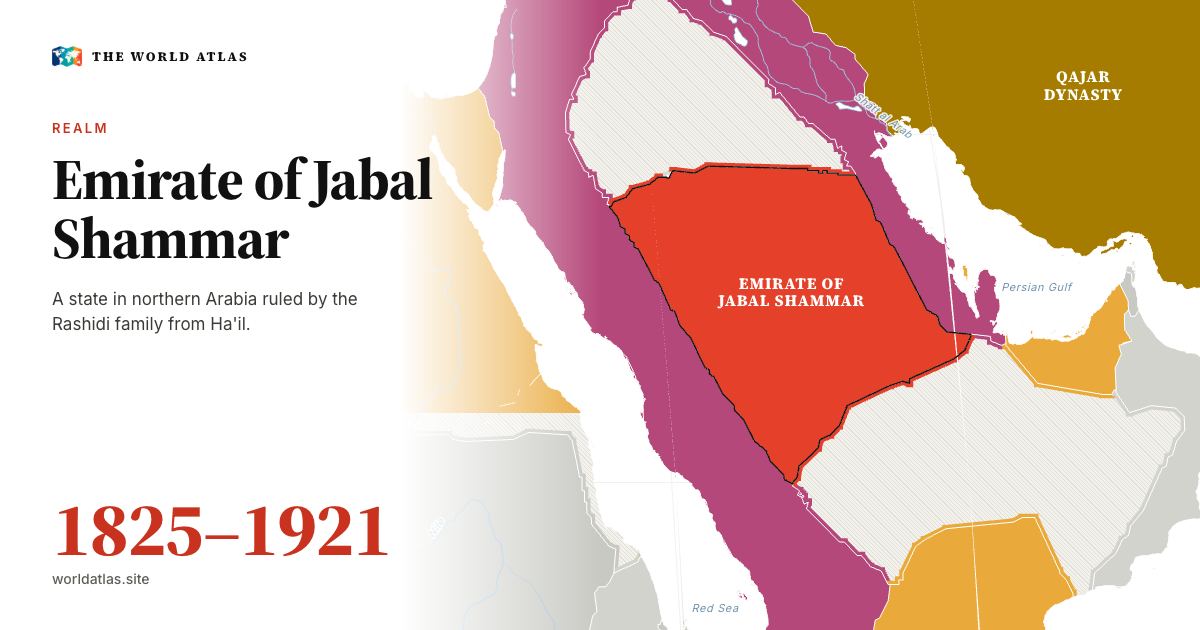 THE WORLD ATLAS
REALM
Emirate of Jabal
Shammar
A state in northern Arabia ruled by the
Rashidi family from Ha'il.
1825–1921
worldatlas.site
QAJAR
DYNASTY
Shatt al Arab
EMIRATE OF
JABAL SHAMMAR
Persian Gulf
Red Sea